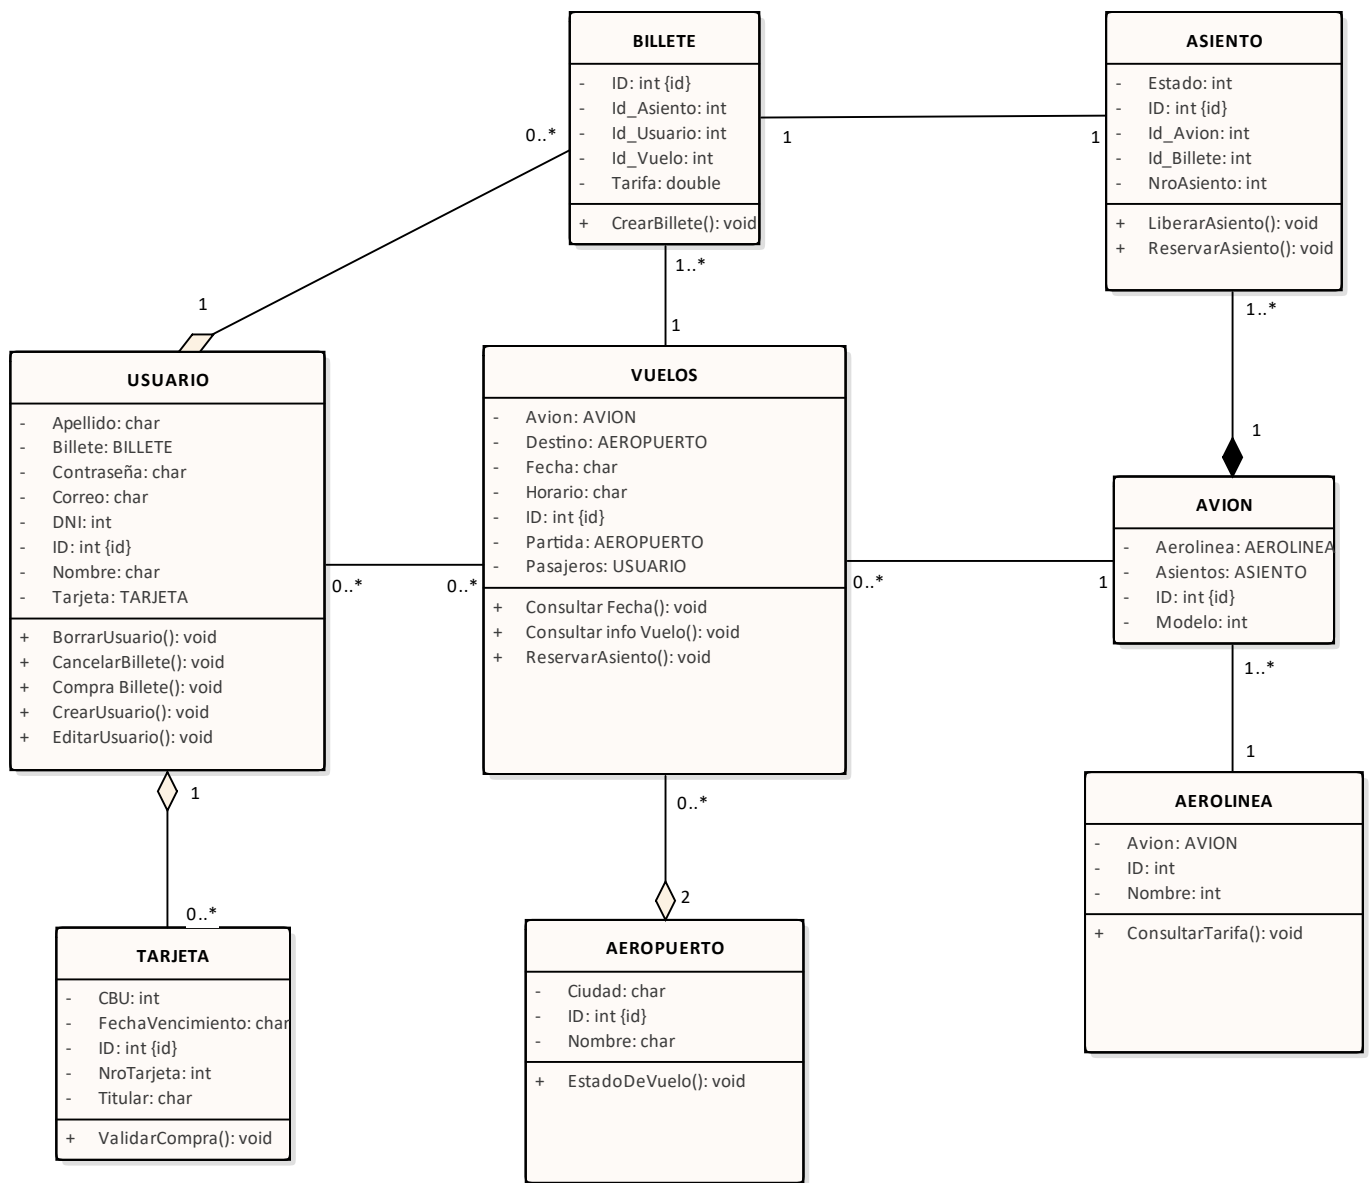 BILLETE
- ID: int {id}
- Id_Asiento: int
- Id_Usuario: int
- Id_Vuelo: int
- Tarifa: double
+ CrearBillete(): void
ASIENTO
- Estado: int
- ID: int {id}
- Id_Avion: int
- Id_Billete: int
- NroAsiento: int
+ LiberarAsiento(): void
+ ReservarAsiento(): void
0..*
1
1
1..*
1
1
1..*
1
USUARIO
- Apellido: char
- Billete: BILLETE
- Contraseña: char
- Correo: char
- DNI: int
- ID: int {id}
- Nombre: char
- Tarjeta: TARJETA
+ BorrarUsuario(): void
+ CancelarBillete(): void
+ Compra Billete(): void
+ CrearUsuario(): void
+ EditarUsuario(): void
0..*
0..*
VUELOS
- Avion: AVION
- Destino: AEROPUERTO
- Fecha: char
- Horario: char
- ID: int {id}
- Partida: AEROPUERTO
- Pasajeros: USUARIO
+ Consultar Fecha(): void
+ Consultar info Vuelo(): void
+ ReservarAsiento(): void
0..*
1
AVION
- Aerolinea: AEROLINEA
- Asientos: ASIENTO
- ID: int {id}
- Modelo: int
1..*
1
1
0..*
0..*
2
TARJETA
- CBU: int
- FechaVencimiento: char
- ID: int {id}
- NroTarjeta: int
- Titular: char
+ ValidarCompra(): void
AEROPUERTO
- Ciudad: char
- ID: int {id}
- Nombre: char
+ EstadoDeVuelo(): void
AEROLINEA
- Avion: AVION
- ID: int
- Nombre: int
+ ConsultarTarifa(): void